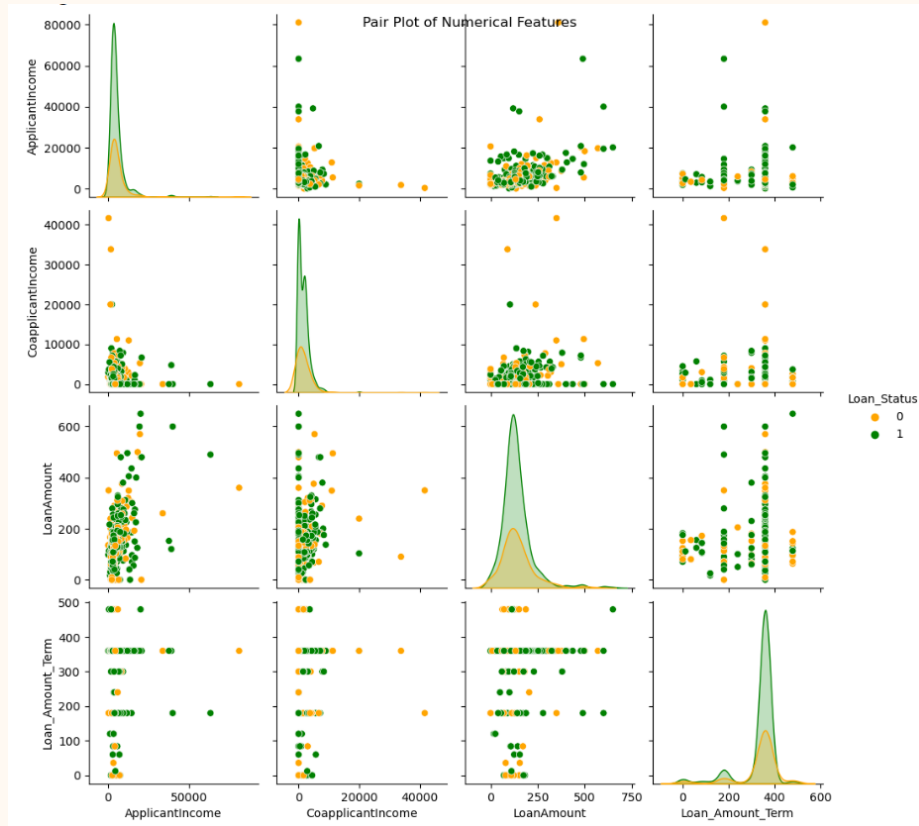 Pair Plot of Numerical Features
80000
60000
40000
20000
0
ApplicantIncome
40000
30000
20000
10000
0
CoapplicantIncome
600
400
200
0
LoanAmount
500
400
300
200
100
0
Loan_Amount_Term
0 50000
ApplicantIncome
0 20000 40000
CoapplicantIncome
0 250 500 750
LoanAmount
0 200 400 600
Loan_Amount_Term
Loan_Status
0
1